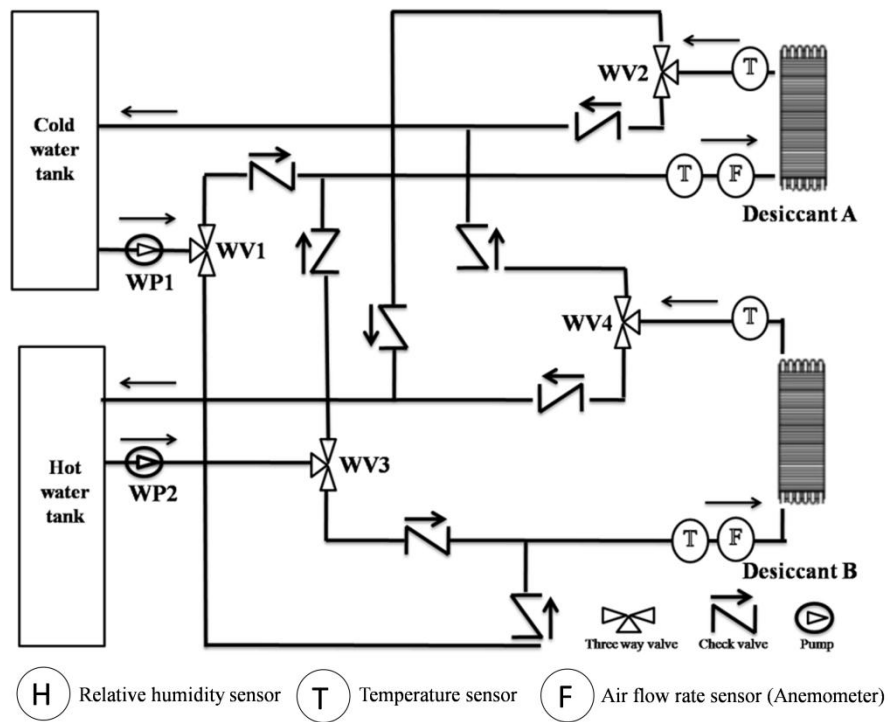 WV2
T
Cold
water
tank
T
F
Desiccant A
WP1
WV1
WV4
T
Hot
water
tank
WP2
WV3
T
F
Desiccant B
Three way valve
Check valve
Pump
H Relative humidity sensor
T Temperature sensor
F Air flow rate sensor (Anemometer)